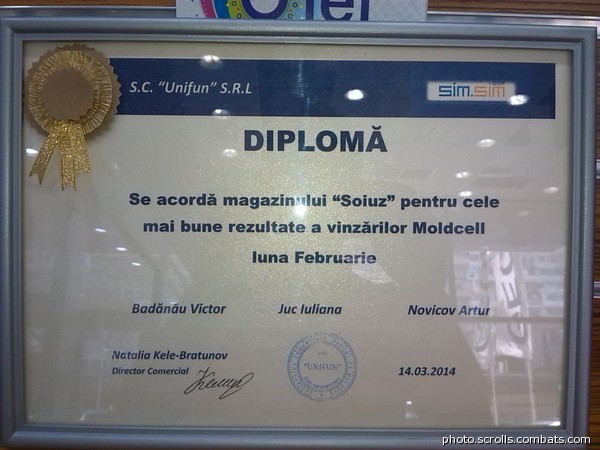 S.C. "Unifun" S.R.L
sim.sim
DIPLOMĂ
Se acordă magazinului "Soiuz" pentru cele
mai bune rezultate a vinzărilor Moldcell
luna Februarie
Badănău Victor Juc Iuliana Novicov Artur
Natalia Kele-Bratunov
Director Comercial
"UNIFUN"
14.03.2014
photo.scrolls.combats.com